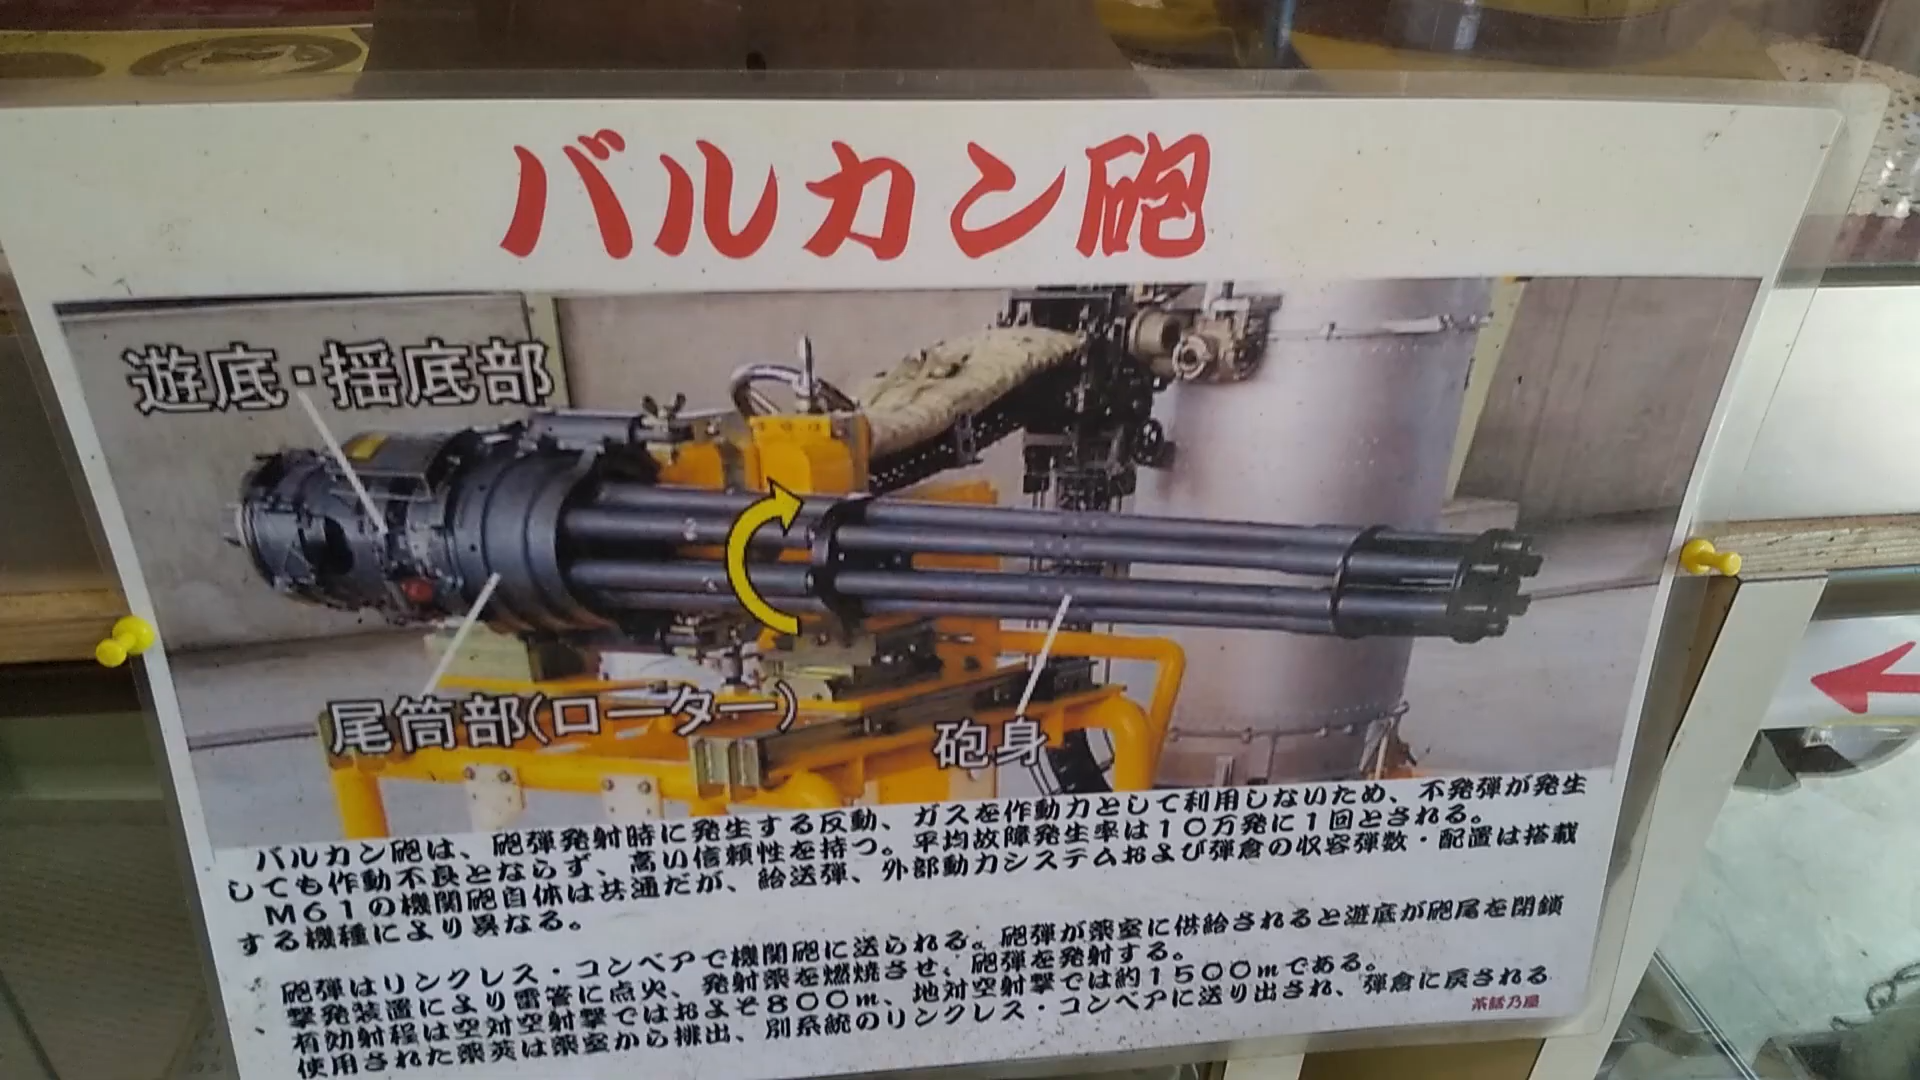 バルカン砲
遊底・揺底部
尾筒部(ローター)
砲身
バルカン砲は、砲弾発射時に発生する反動、ガスを作動力として利用しないため、不発弾が発生
しても作動不良とならず、高い信頼性を持つ。平均故障発生率は10万発に1回とされる。
M61の機関砲自体は共通だが、給送弾、外部動力システムおよび弾倉の収容弾数・配置は搭載
する機種により異なる。
砲弾はリンクレス・コンベアで機関砲に送られる。砲弾が薬室に供給されると遊底が砲尾を閉鎖
、撃発装置により雷管に点火、発射薬を燃焼させ、砲弾を発射する。
有効射程は空対空射撃ではおよそ800m、地対空射撃では約1500mである。
使用された薬莢は薬室から排出、別系統のリンクレス・コンベアに送り出され、弾倉に戻される
茶話乃屋